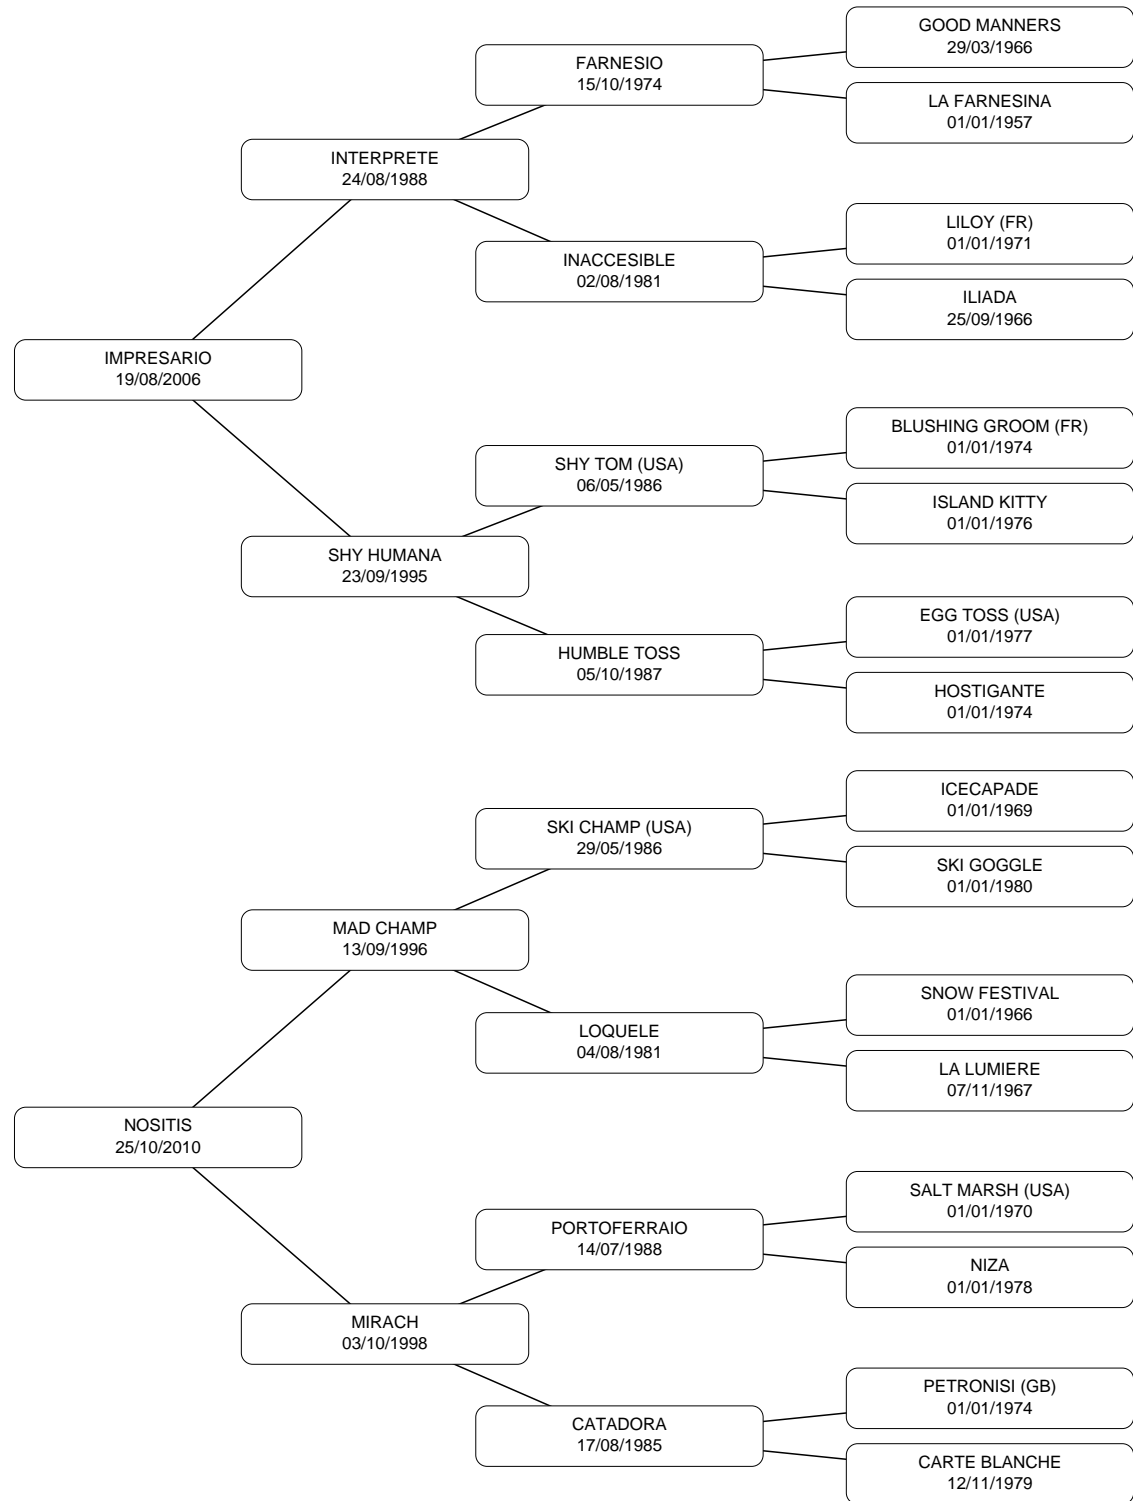 GOOD MANNERS
29/03/1966
FARNESIO
15/10/1974
LA FARNESINA
01/01/1957
INTERPRETE
24/08/1988
LILOY (FR)
01/01/1971
INACCESIBLE
02/08/1981
ILIADA
25/09/1966
IMPRESARIO
19/08/2006
BLUSHING GROOM (FR)
01/01/1974
SHY TOM (USA)
06/05/1986
ISLAND KITTY
01/01/1976
SHY HUMANA
23/09/1995
EGG TOSS (USA)
01/01/1977
HUMBLE TOSS
05/10/1987
HOSTIGANTE
01/01/1974
ICECAPADE
01/01/1969
SKI CHAMP (USA)
29/05/1986
SKI GOGGLE
01/01/1980
MAD CHAMP
13/09/1996
SNOW FESTIVAL
01/01/1966
LOQUELE
04/08/1981
LA LUMIERE
07/11/1967
NOSITIS
25/10/2010
SALT MARSH (USA)
01/01/1970
PORTOFERRAIO
14/07/1988
NIZA
01/01/1978
MIRACH
03/10/1998
PETRONISI (GB)
01/01/1974
CATADORA
17/08/1985
CARTE BLANCHE
12/11/1979